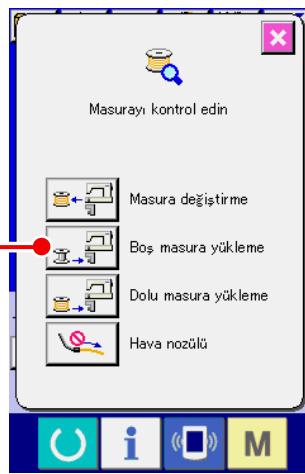 Masurayı kontrol edin
Masura değiştirme
Boş masura yükleme
Dolu masura yükleme
Hava nozülü
i
M